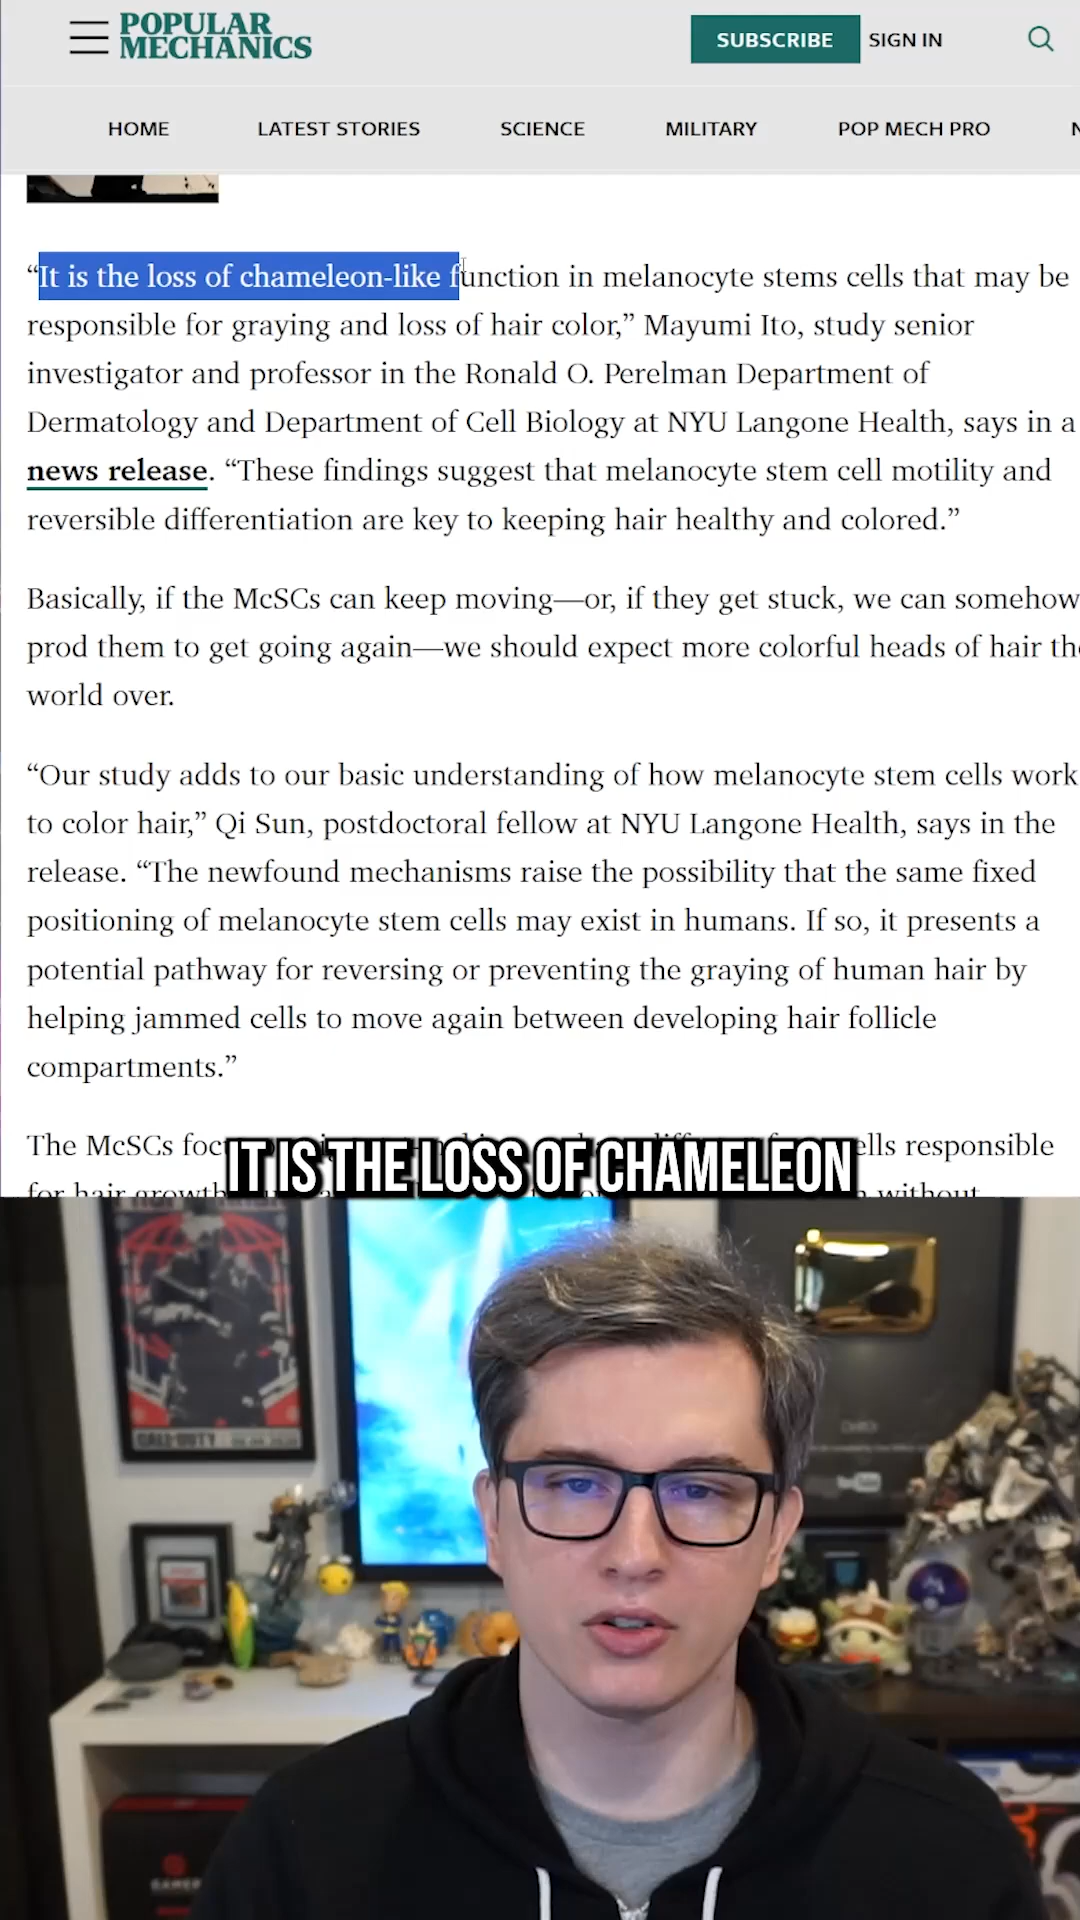 POPULAR
MECHANICS
SUBSCRIBE
SIGN IN
HOME
LATEST STORIES
SCIENCE
MILITARY
POP MECH PRO
“It is the loss of chameleon-like function in melanocyte stems cells that may be
responsible for graying and loss of hair color,” Mayumi Ito, study senior
investigator and professor in the Ronald O. Perelman Department of
Dermatology and Department of Cell Biology at NYU Langone Health, says in a
news release. “These findings suggest that melanocyte stem cell motility and
reversible differentiation are key to keeping hair healthy and colored.”
Basically, if the McSCs can keep moving—or, if they get stuck, we can somehow
prod them to get going again—we should expect more colorful heads of hair the
world over.
“Our study adds to our basic understanding of how melanocyte stem cells work
to color hair,” Qi Sun, postdoctoral fellow at NYU Langone Health, says in the
release. “The newfound mechanisms raise the possibility that the same fixed
positioning of melanocyte stem cells may exist in humans. If so, it presents a
potential pathway for reversing or preventing the graying of human hair by
helping jammed cells to move again between developing hair follicle
compartments.”
The McSCs responsible
for hair growth without
IT IS THE LOSS OF CHAMELEON
CALL DUTY
YouTube